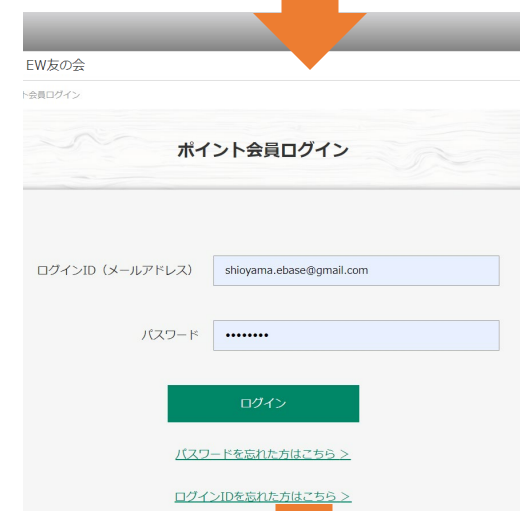 EW友の会
ト会員ログイン
ポイント会員ログイン
ログインID（メールアドレス） shioyama.ebase@gmail.com
パスワード ••••••••
ログイン
パスワードを忘れた方はこちら >
ログインIDを忘れた方はこちら >